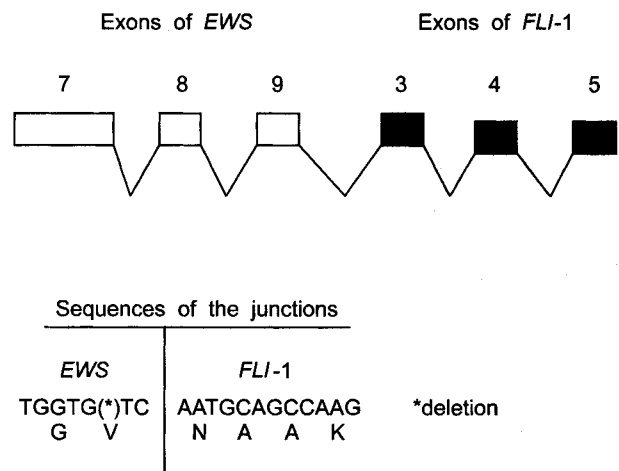 Exons of EWS Exons of FLI-1
7 8 9 3 4 5
Sequences of the junctions
EWS FLI-1
TGGTG(*)TC AATGCAGCCAAG *deletion
G V N A A K